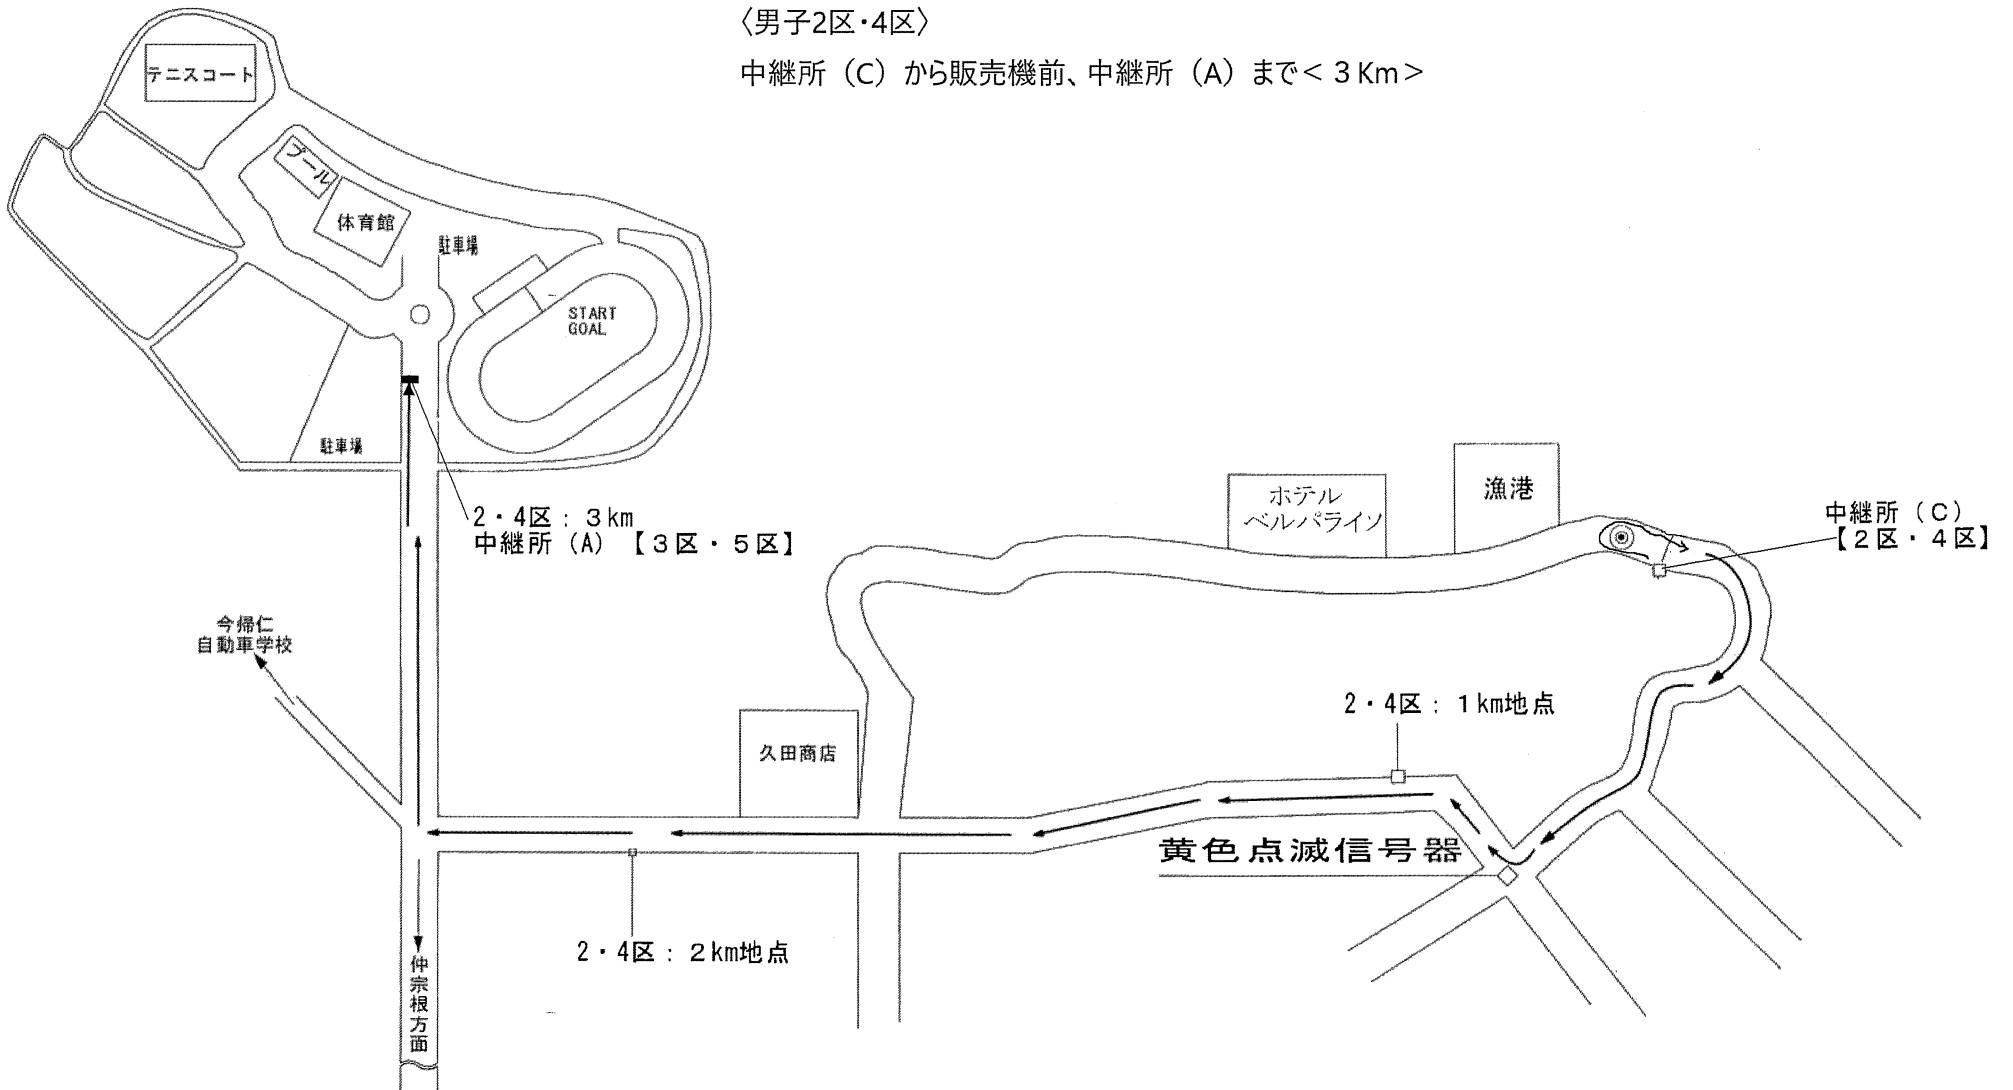 〈男子2区・4区〉
中継所（C）から販売機前、中継所（A）まで＜３Km＞
テニスコート
プール
体育館
駐車場
START
GOAL
駐車場
2・4区：３km
中継所（A）【３区・５区】
ホテル
ベルパライソ
漁港
中継所（C）
【２区・４区】
今帰仁
自動車学校
2・4区：１km地点
久田商店
黄色点滅信号器
2・4区：２km地点
仲宗根方面